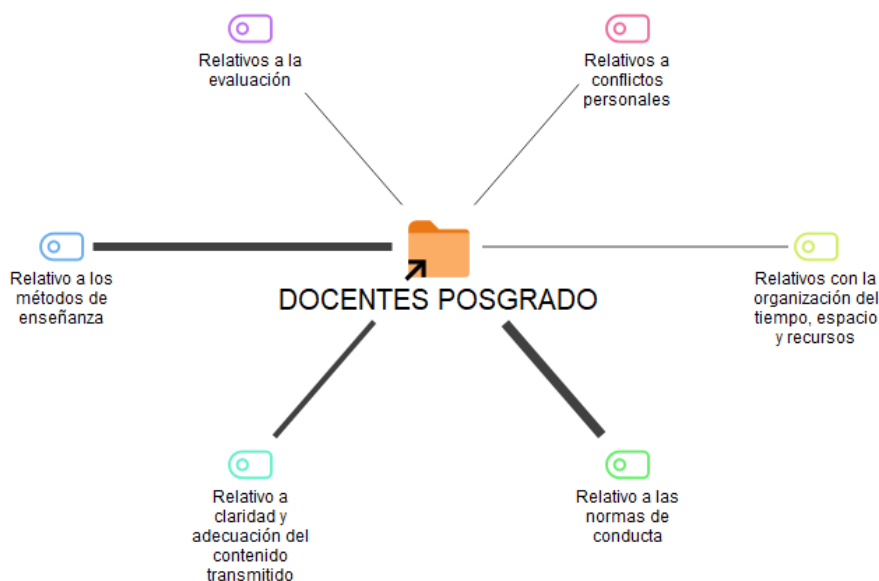 Relativos a la
evaluación
Relativos a
conflictos
personales
Relativo a los
métodos de
enseñanza
DOCENTES POSGRADO
Relativos con la
organización del
tiempo, espacio
y recursos
Relativo a
claridad y
adecuación del
contenido
transmitido
Relativo a las
normas de
conducta